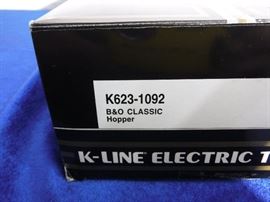 K623-1092
B&O CLASSIC
Hopper
K-LINE ELECTRIC T